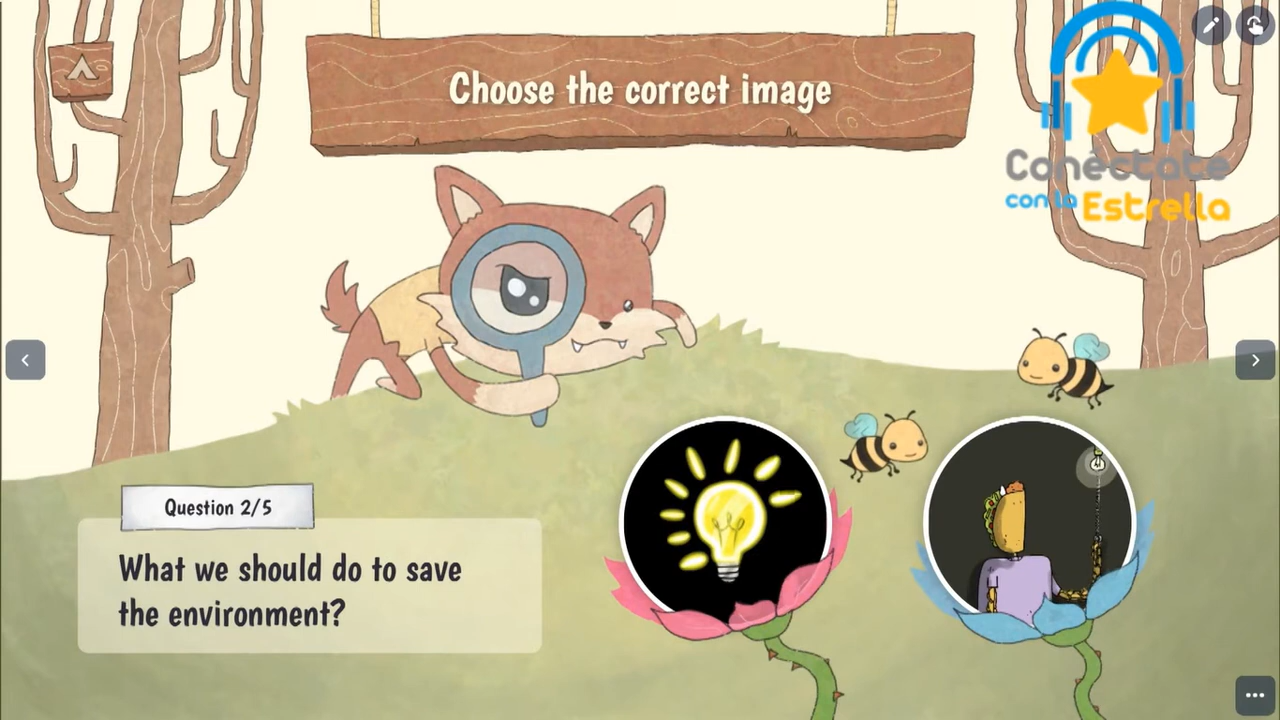 Choose the correct image
Conéctate
con la Estrella
Question 2/5
What we should do to save
the environment?